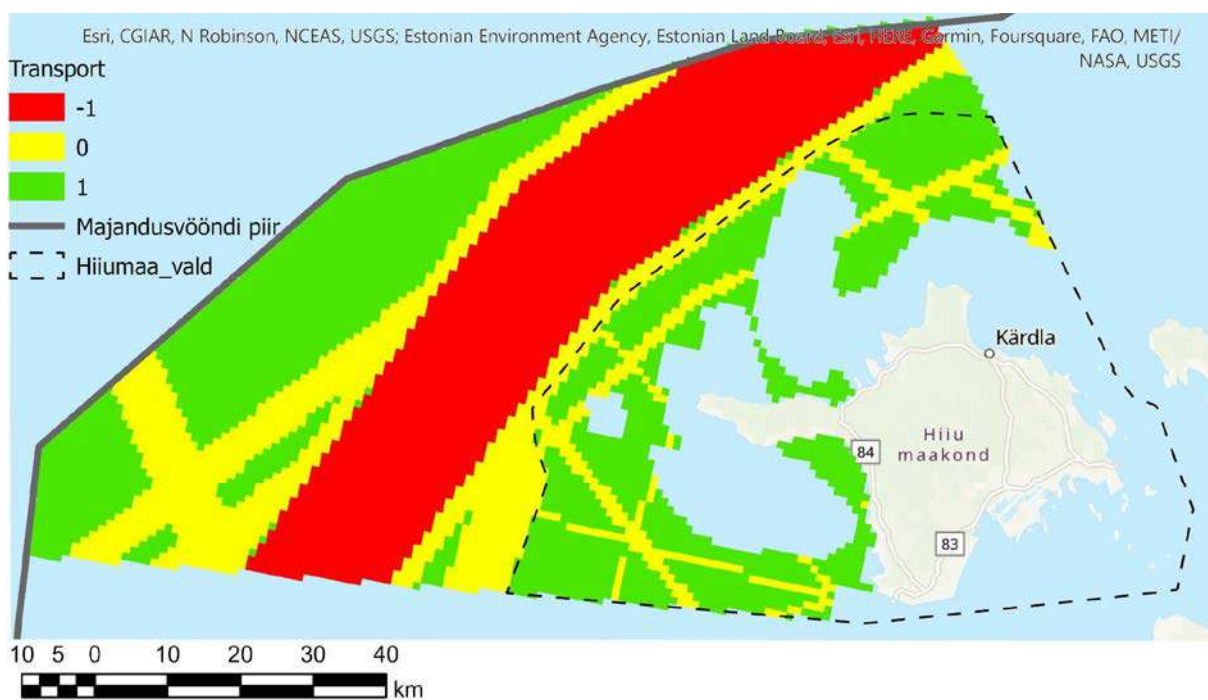 Esri, CGIAR, N Robinson, NCEAS, USGS; Estonian Environment Agency, Estonian Land Board; Esri, HERE, Garmin, Foursquare, FAO, METI/
NASA, USGS
Transport
-1
0
1
Majandusvööndi piir
Hiiumaa_vald
Kärdla
Hiiu
maakond
84
83
10 5 0 10 20 30 40
km